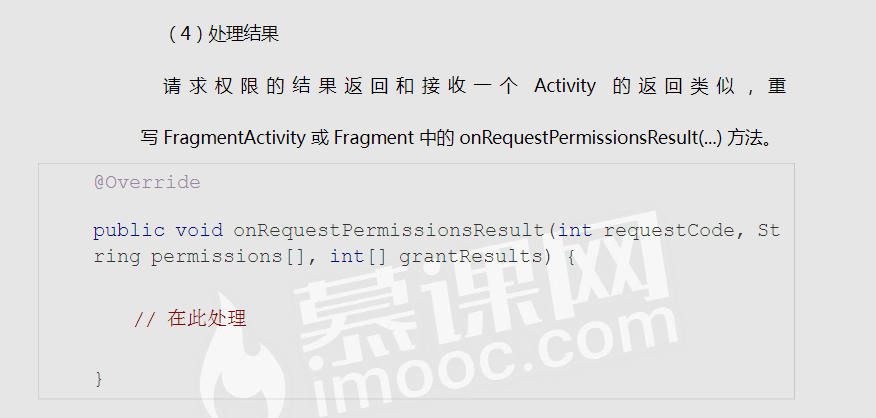 （4）处理结果
请求权限的结果返回和接收一个 Activity 的返回类似，重
写 FragmentActivity 或 Fragment 中的 onRequestPermissionsResult(...) 方法。
@Override
public void onRequestPermissionsResult(int requestCode, St
ring permissions[], int[] grantResults) {
// 在此处理
}
慕课网
imooc.com